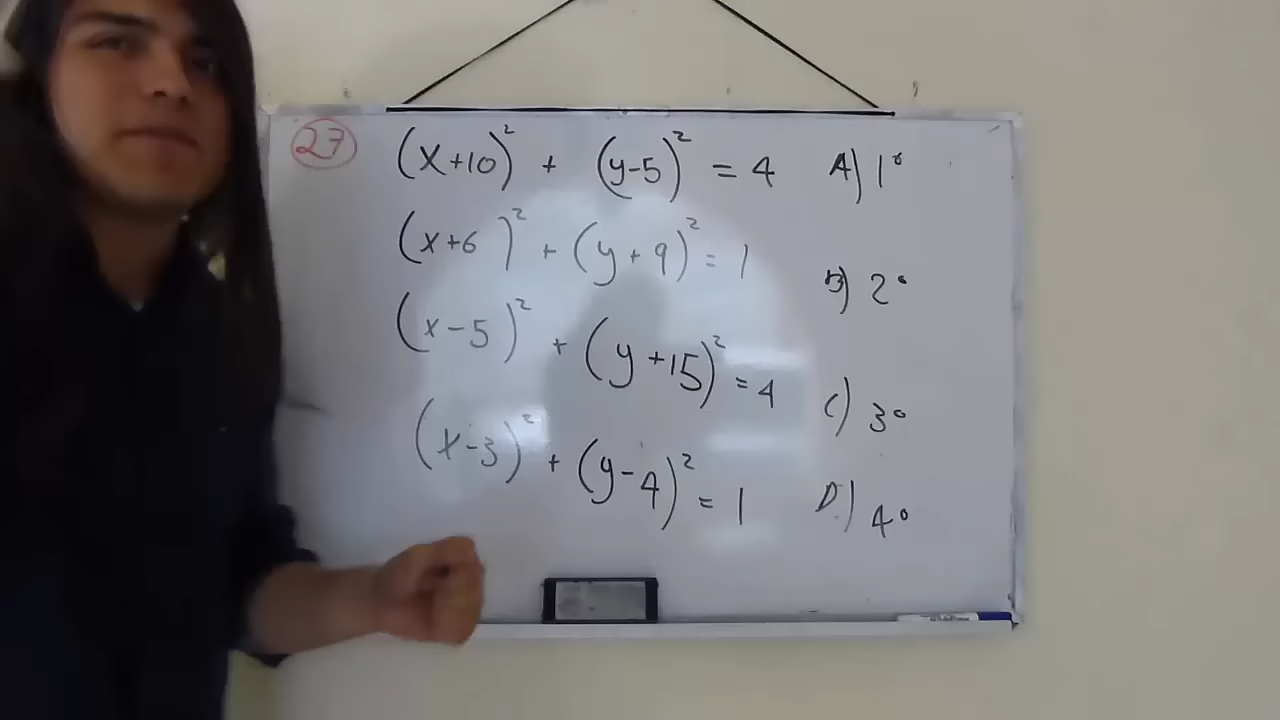 27 (x+10)² + (y-5)² = 4 A) 1°
(x+6)² + (y+9)² = 1 B) 2°
(x-5)² + (y+15)² = 4 C) 3°
(x-3)² + (y-4)² = 1 D) 4°